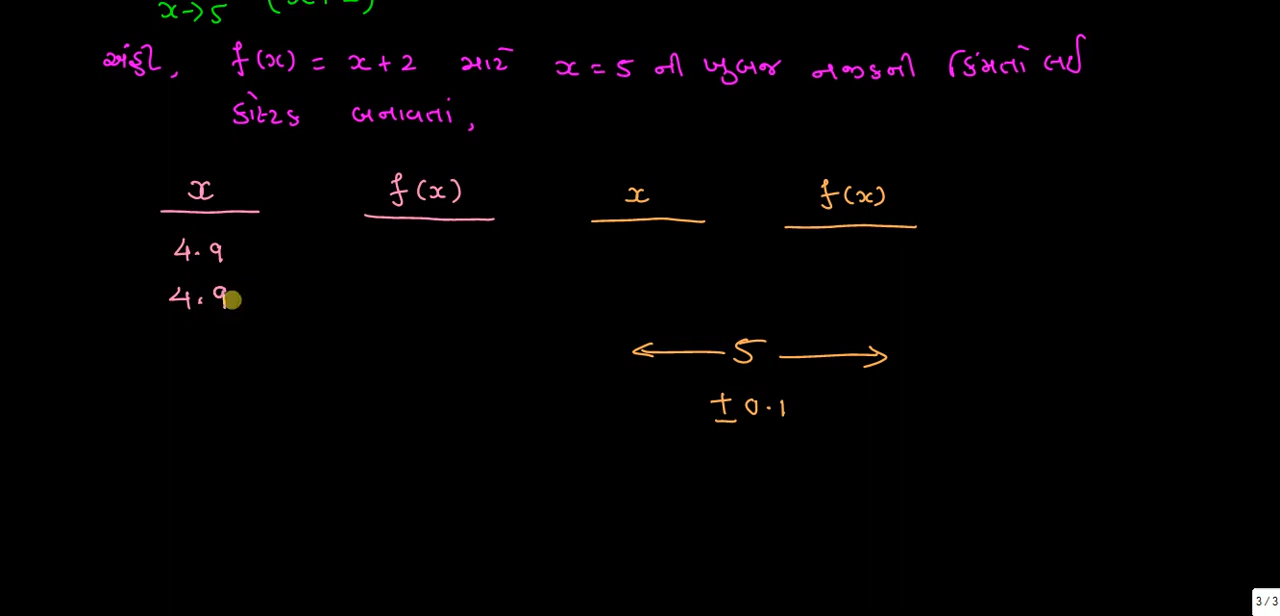 x→5
અહીં, f(x) = x+2 માટે x = 5 ની ખુબજ નજીકની કિંમતો લઈ
કોષ્ટક બનાવતાં,
x f(x) x f(x)
4.9
4.9
← 5 →
± 0.1
3 / 3